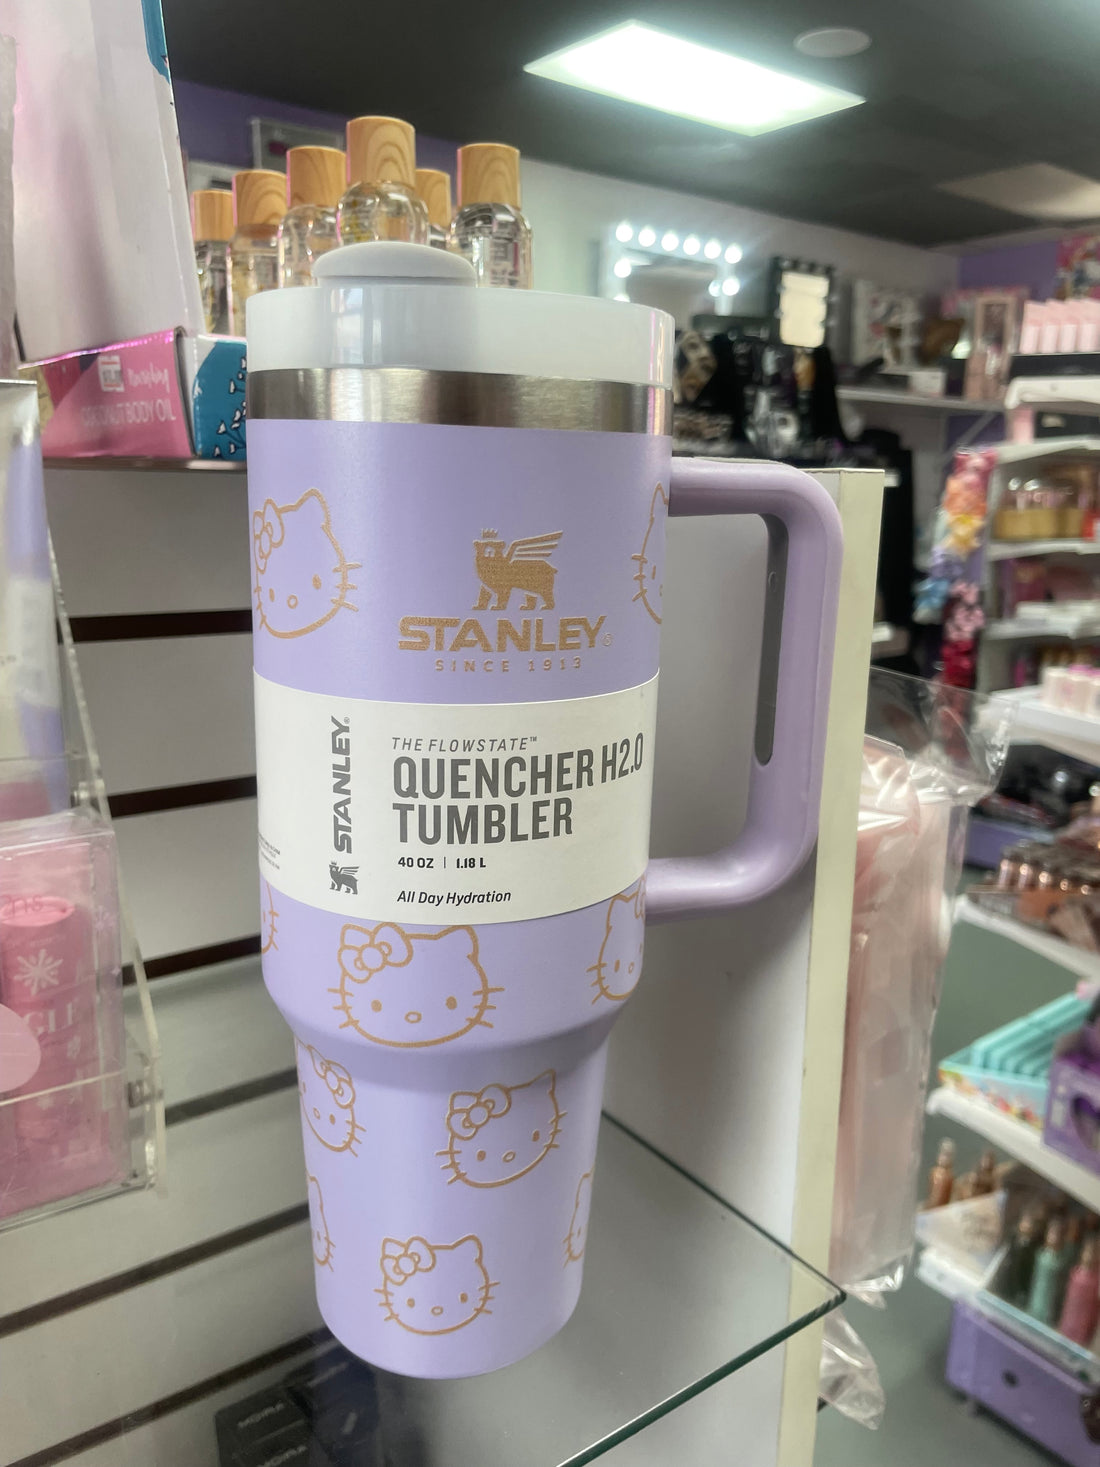 COCONUT BODY OIL
STANLEY®
SINCE 1913
STANLEY®
THE FLOWSTATE™
QUENCHER H2.0
TUMBLER
40 OZ | 1.18 L
All Day Hydration